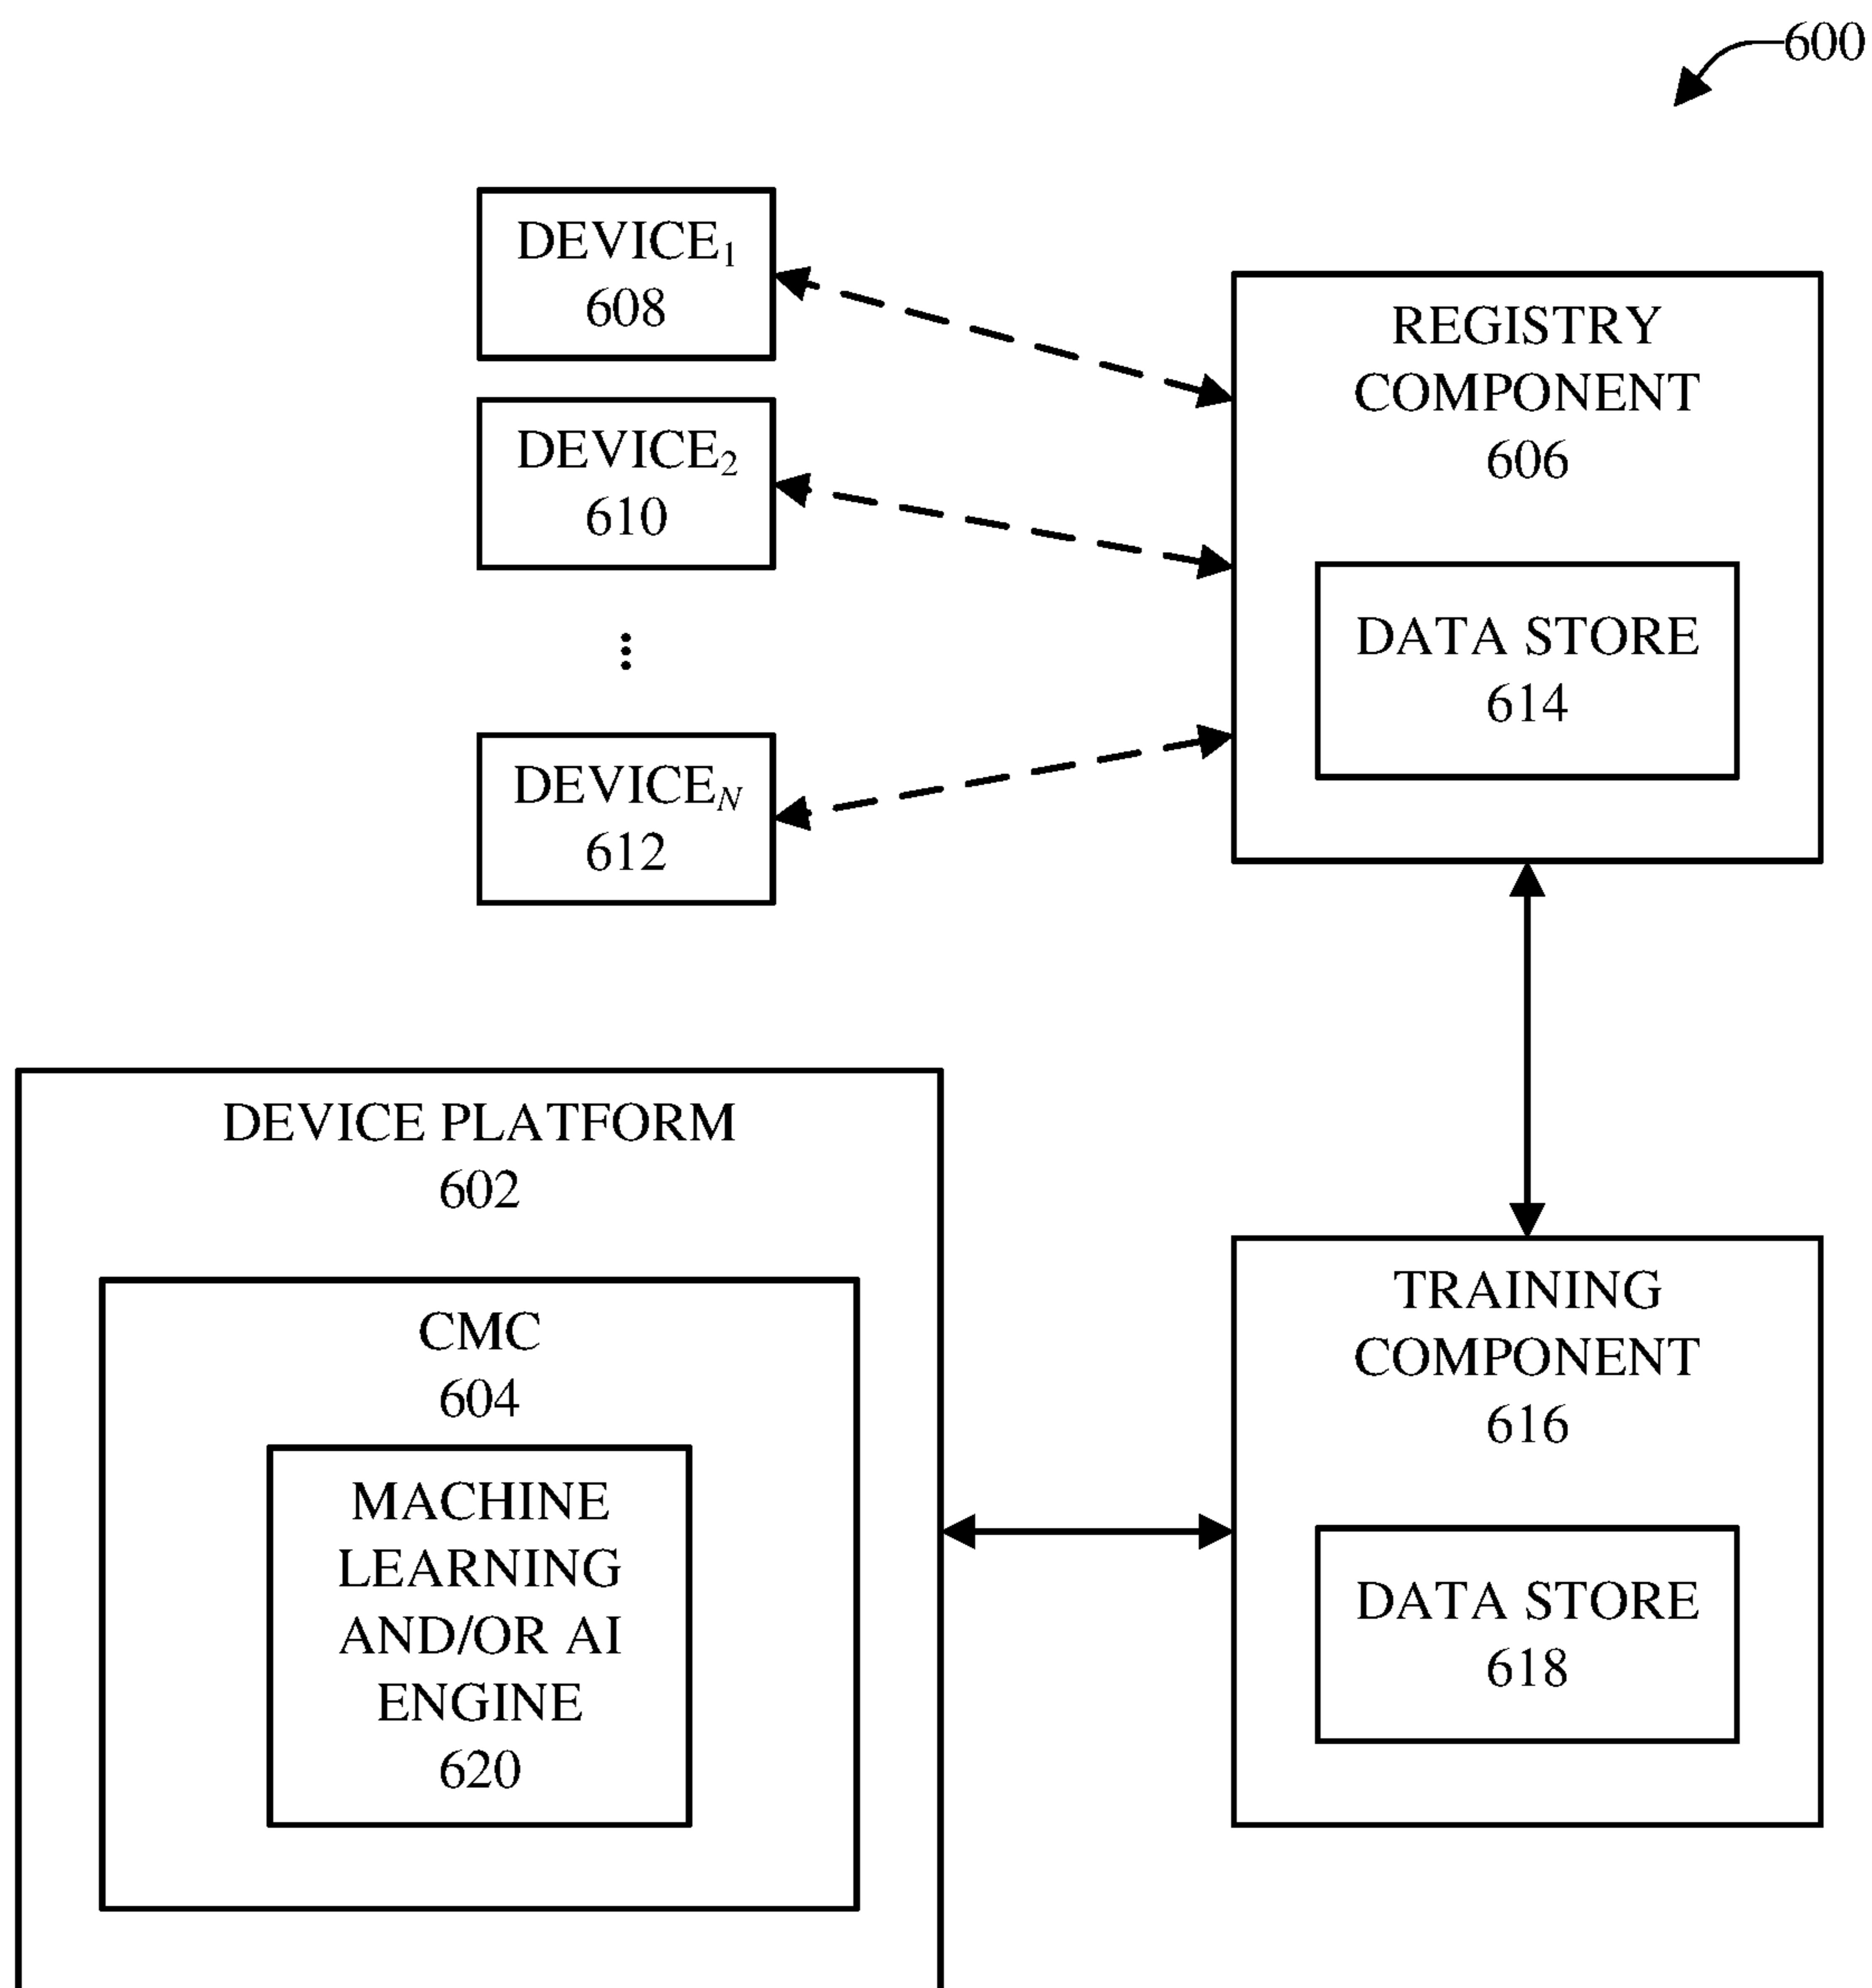 600
DEVICE₁
608
DEVICE₂
610
DEVICE_N
612
REGISTRY
COMPONENT
606
DATA STORE
614
DEVICE PLATFORM
602
CMC
604
MACHINE
LEARNING
AND/OR AI
ENGINE
620
TRAINING
COMPONENT
616
DATA STORE
618